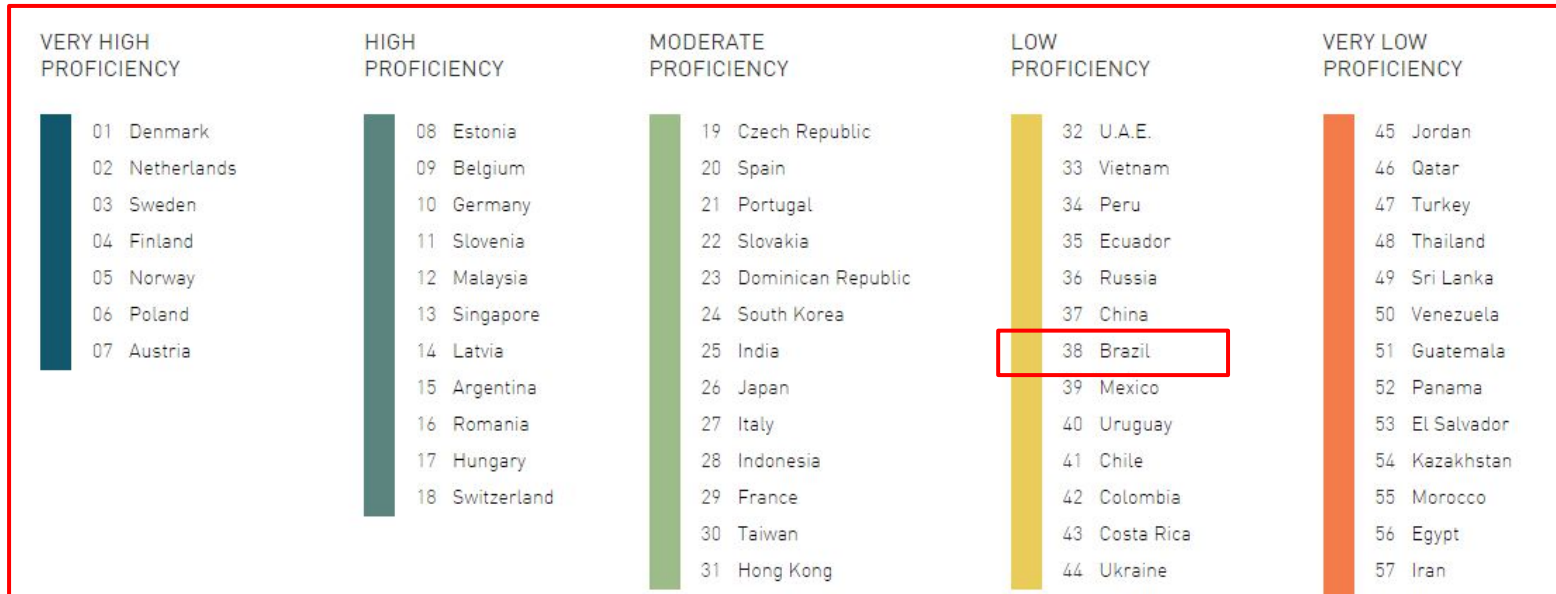 VERY HIGH
PROFICIENCY
01 Denmark
02 Netherlands
03 Sweden
04 Finland
05 Norway
06 Poland
07 Austria
HIGH
PROFICIENCY
08 Estonia
09 Belgium
10 Germany
11 Slovenia
12 Malaysia
13 Singapore
14 Latvia
15 Argentina
16 Romania
17 Hungary
18 Switzerland
MODERATE
PROFICIENCY
19 Czech Republic
20 Spain
21 Portugal
22 Slovakia
23 Dominican Republic
24 South Korea
25 India
26 Japan
27 Italy
28 Indonesia
29 France
30 Taiwan
31 Hong Kong
LOW
PROFICIENCY
32 U.A.E.
33 Vietnam
34 Peru
35 Ecuador
36 Russia
37 China
38 Brazil
39 Mexico
40 Uruguay
41 Chile
42 Colombia
43 Costa Rica
44 Ukraine
VERY LOW
PROFICIENCY
45 Jordan
46 Qatar
47 Turkey
48 Thailand
49 Sri Lanka
50 Venezuela
51 Guatemala
52 Panama
53 El Salvador
54 Kazakhstan
55 Morocco
56 Egypt
57 Iran